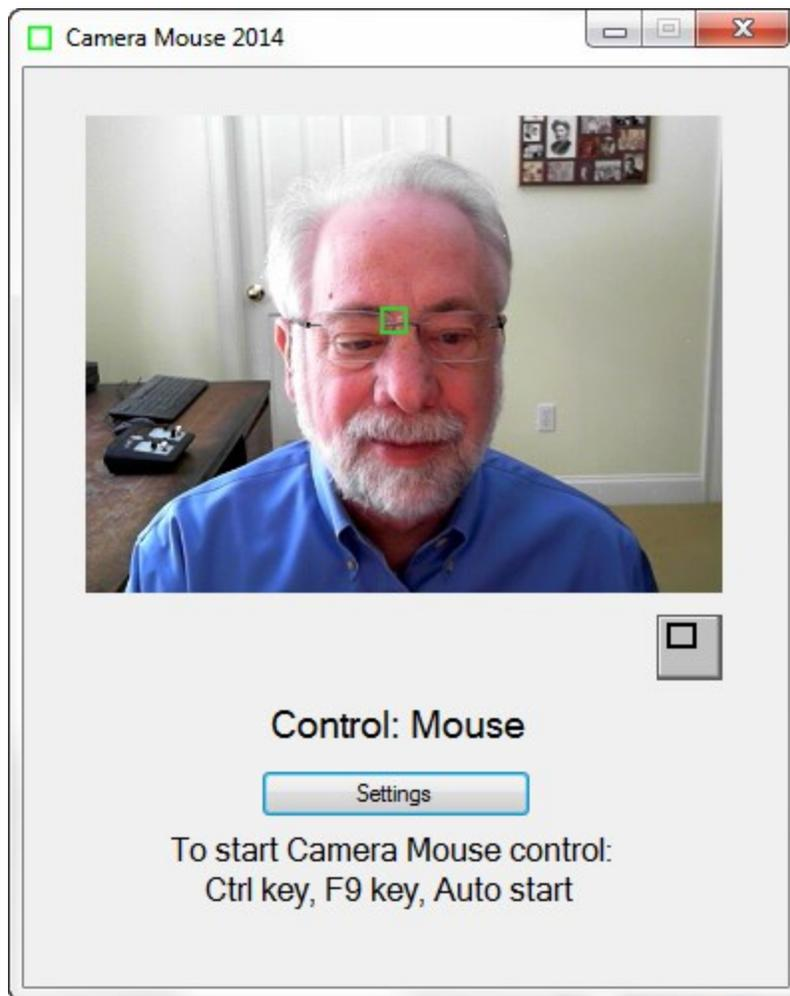 Camera Mouse 2014
Control: Mouse
Settings
To start Camera Mouse control:
Ctrl key, F9 key, Auto start